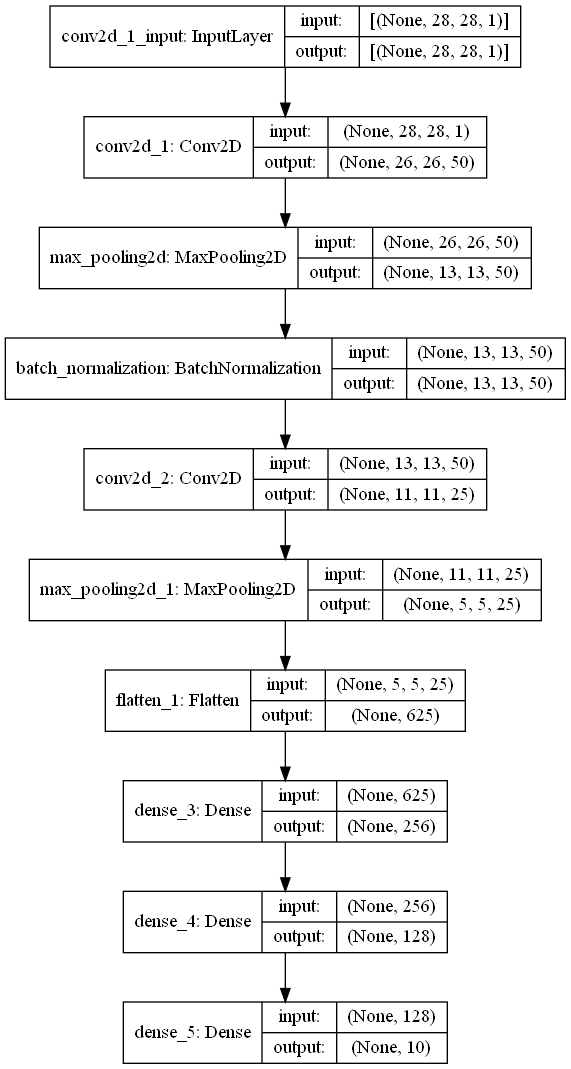 conv2d_1_input: InputLayer
input: [(None, 28, 28, 1)]
output: [(None, 28, 28, 1)]
conv2d_1: Conv2D
input: (None, 28, 28, 1)
output: (None, 26, 26, 50)
max_pooling2d: MaxPooling2D
input: (None, 26, 26, 50)
output: (None, 13, 13, 50)
batch_normalization: BatchNormalization
input: (None, 13, 13, 50)
output: (None, 13, 13, 50)
conv2d_2: Conv2D
input: (None, 13, 13, 50)
output: (None, 11, 11, 25)
max_pooling2d_1: MaxPooling2D
input: (None, 11, 11, 25)
output: (None, 5, 5, 25)
flatten_1: Flatten
input: (None, 5, 5, 25)
output: (None, 625)
dense_3: Dense
input: (None, 625)
output: (None, 256)
dense_4: Dense
input: (None, 256)
output: (None, 128)
dense_5: Dense
input: (None, 128)
output: (None, 10)